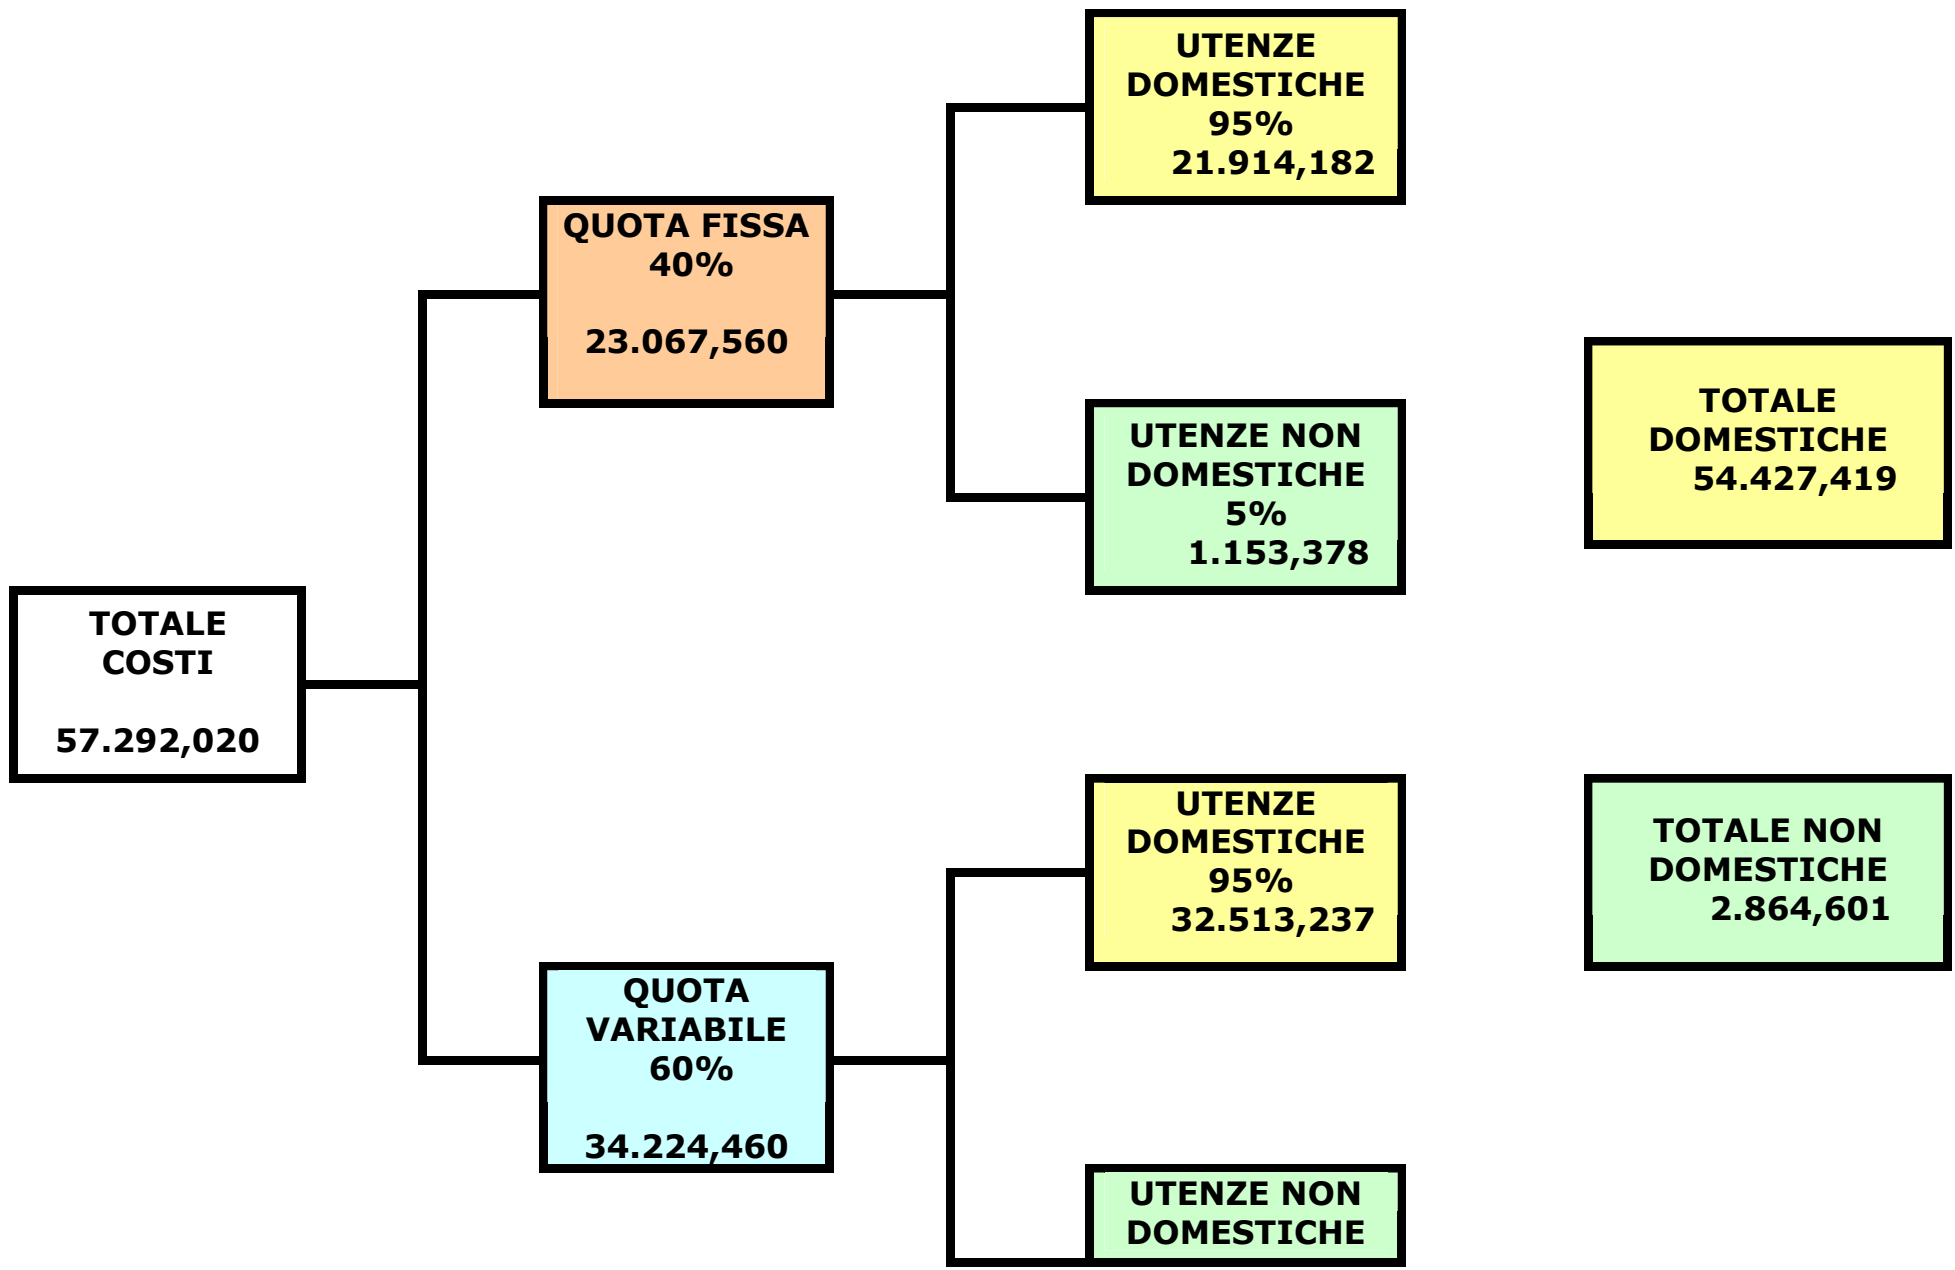 TOTALE
COSTI
57.292,020
QUOTA FISSA
40%
23.067,560
QUOTA
VARIABILE
60%
34.224,460
UTENZE
DOMESTICHE
95%
21.914,182
UTENZE NON
DOMESTICHE
5%
1.153,378
UTENZE
DOMESTICHE
95%
32.513,237
UTENZE NON
DOMESTICHE
TOTALE
DOMESTICHE
54.427,419
TOTALE NON
DOMESTICHE
2.864,601